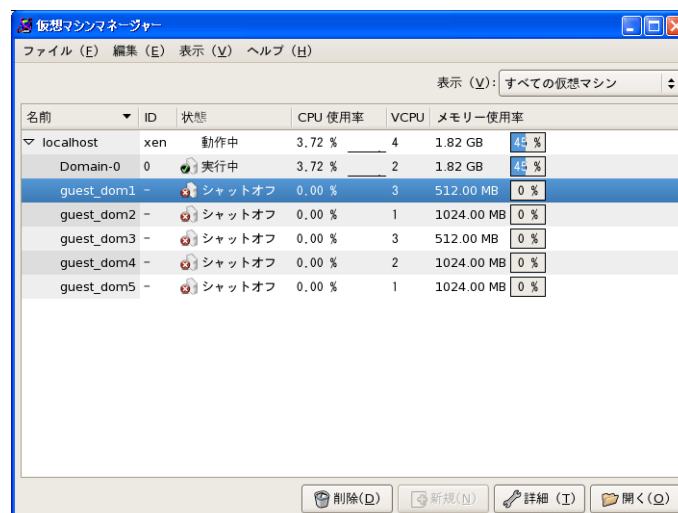 仮想マシンマネージャー
ファイル (F) 編集 (E) 表示 (V) ヘルプ (H)
表示 (V): すべての仮想マシン
名前 ID 状態 CPU 使用率 VCPU メモリー使用率
localhost xen 動作中 3.72 % 4 1.82 GB 45 %
Domain-0 0 実行中 3.72 % 2 1.82 GB 45 %
guest_dom1 - シャットオフ 0.00 % 3 512.00 MB 0 %
guest_dom2 - シャットオフ 0.00 % 1 1024.00 MB 0 %
guest_dom3 - シャットオフ 0.00 % 3 512.00 MB 0 %
guest_dom4 - シャットオフ 0.00 % 2 1024.00 MB 0 %
guest_dom5 - シャットオフ 0.00 % 1 1024.00 MB 0 %
削除(D) 新規(N) 詳細 (I) 開く(O)